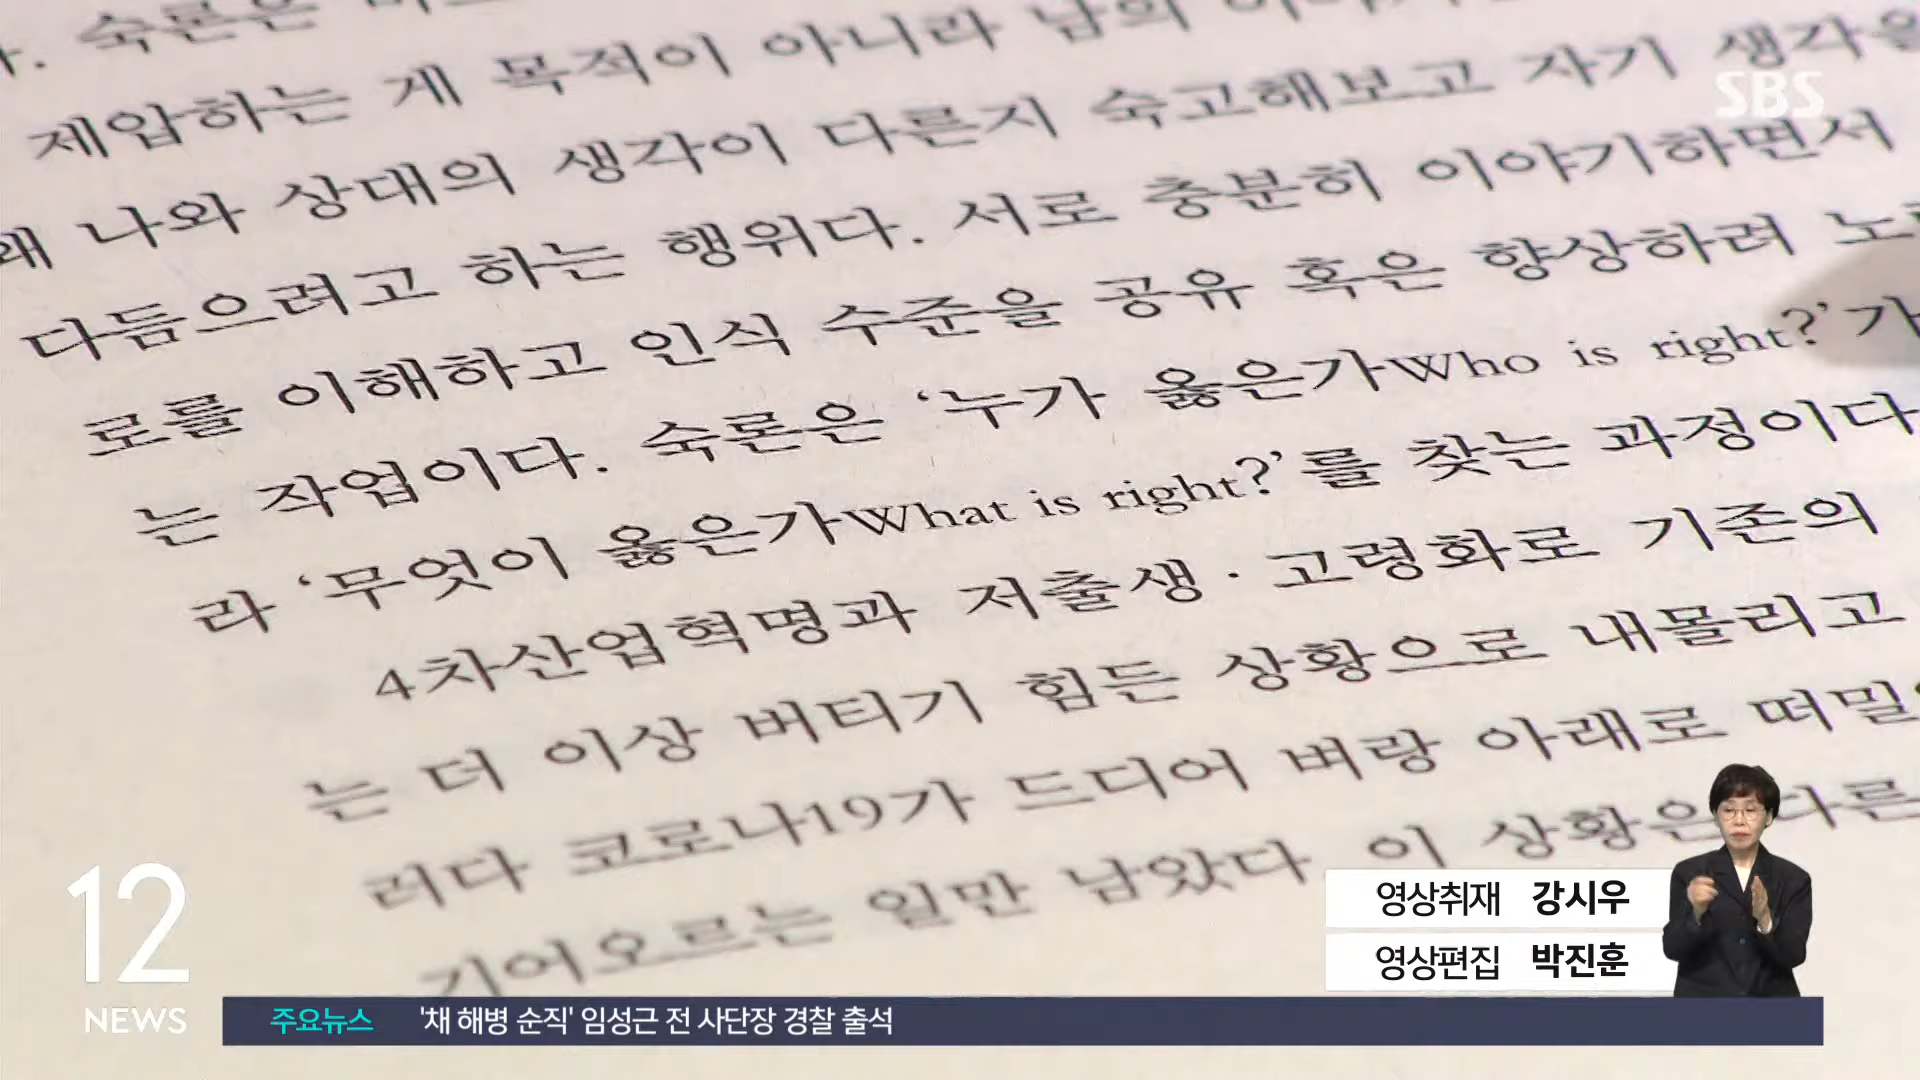 숙론은
제압하는 게 목적이 아니라 남의
왜 나와 상대의 생각이 다른지 숙고해보고 자기 생각을
다듬으려고 하는 행위다. 서로 충분히 이야기하면서
로를 이해하고 인식 수준을 공유 혹은 향상하려
는 작업이다. 숙론은 ‘누가 옳은가Who is right?’가
라 ‘무엇이 옳은가What is right?’를 찾는 과정이다
4차산업혁명과 저출생·고령화로 기존의
는 더 이상 버티기 힘든 상황으로 내몰리고
러다 코로나19가 드디어 벼랑 아래로 떠밀
기어오르는 일만 남았다. 이 상황은 다른
SBS
영상취재 강시우
영상편집 박진훈
12
NEWS
주요뉴스 '채 해병 순직' 임성근 전 사단장 경찰 출석